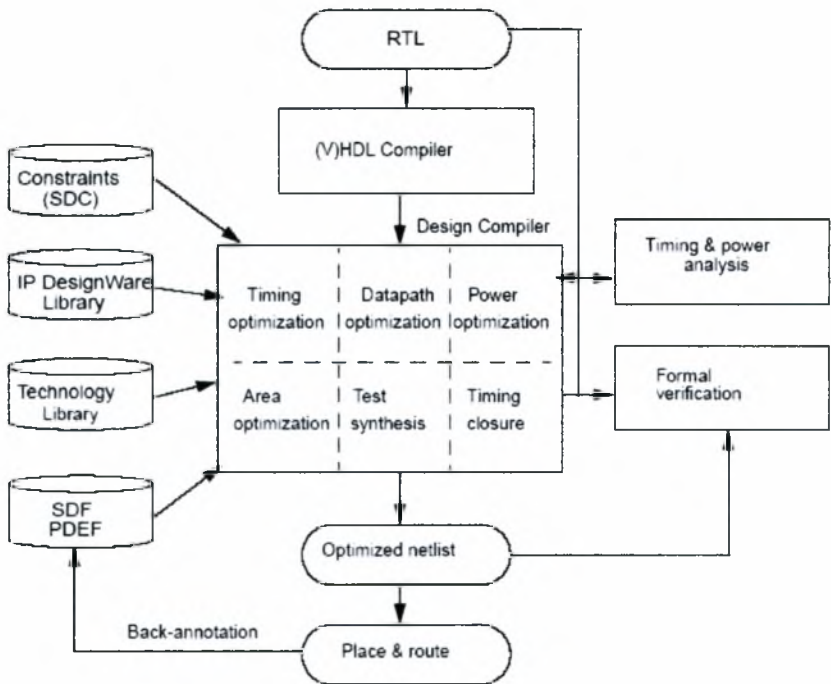 RTL
(V)HDL Compiler
Constraints
(SDC)
Design Compiler
Timing & power
analysis
IP DesignWare
Library
Timing
optimization
Datapath
optimization
Power
optimization
Technology
Library
Area
optimization
Test
synthesis
Timing
closure
Formal
verification
SDF
PDEF
Optimized netlist
Back-annotation
Place & route